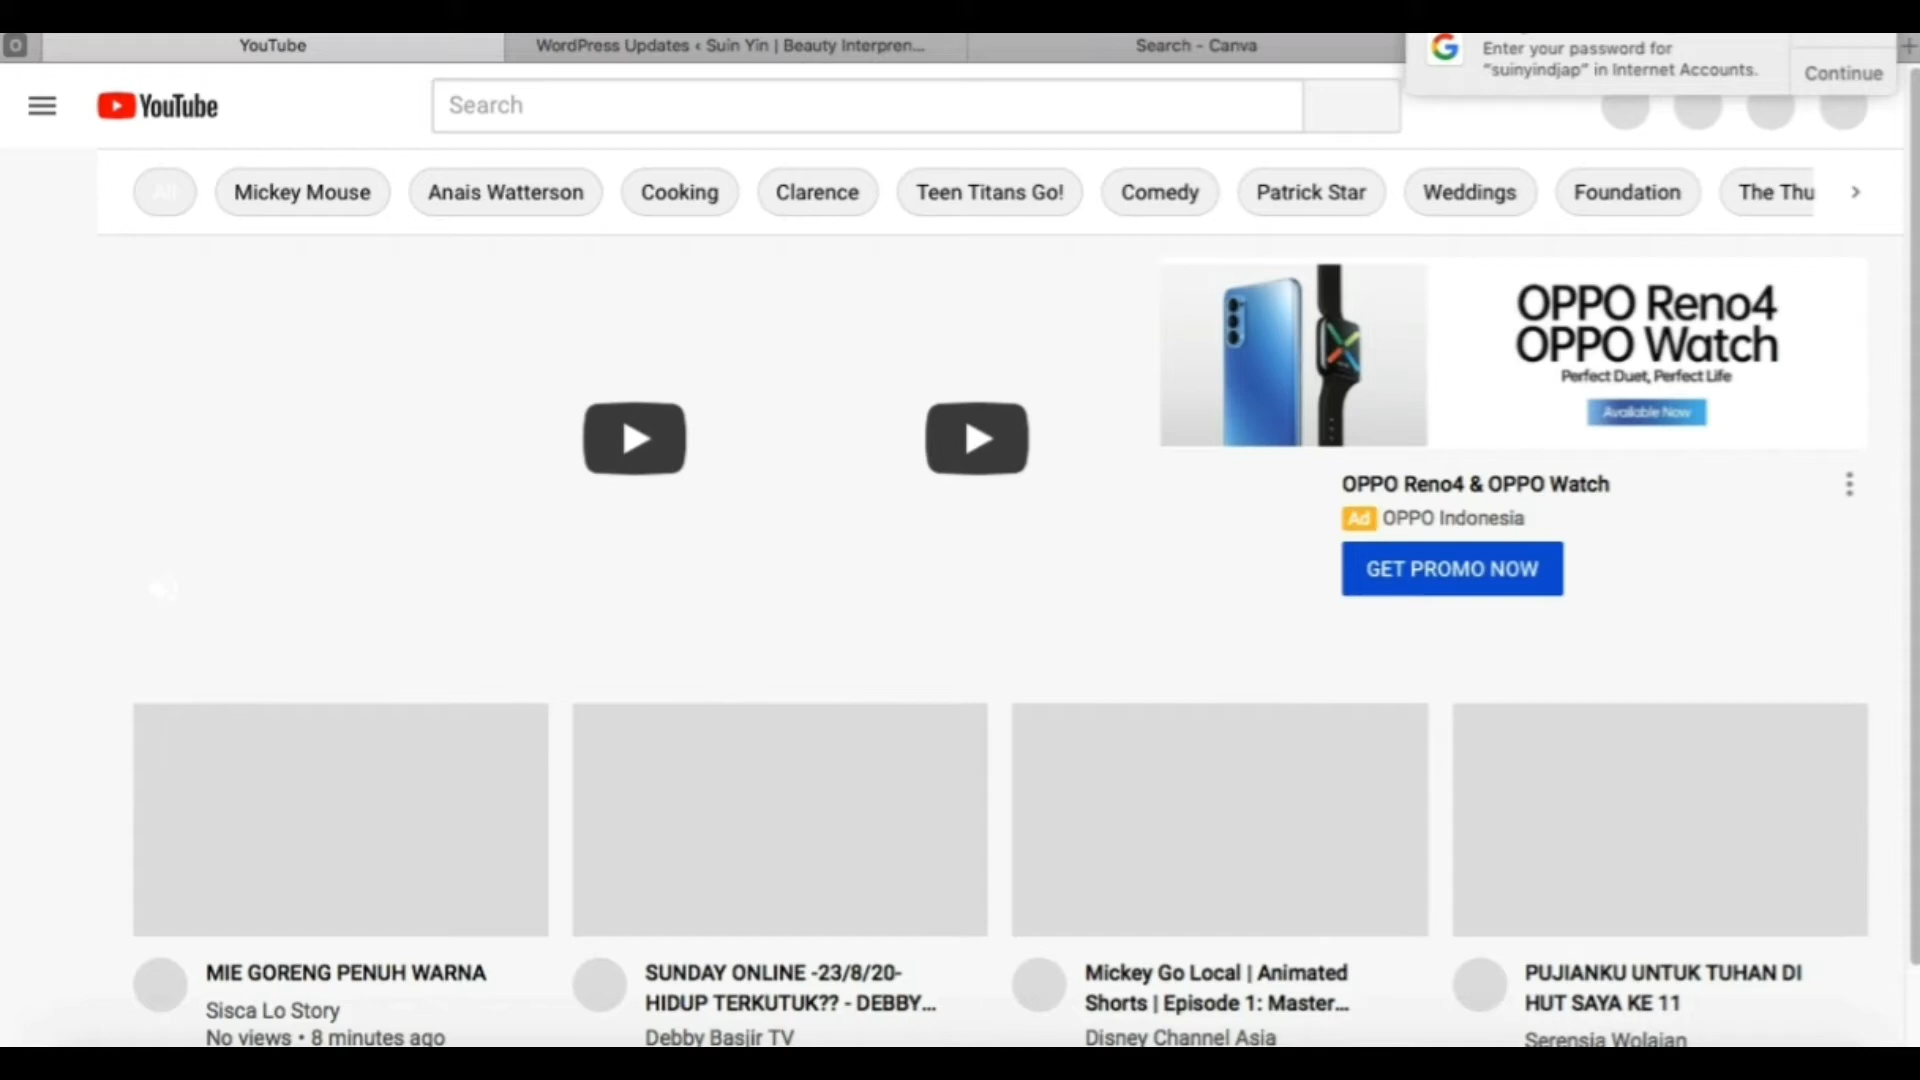 YouTube
WordPress Updates ‹ Suin Yin | Beauty Interpren...
Search - Canva
Enter your password for
"suinyindjap" in Internet Accounts.
Continue
YouTube
Search
All
Mickey Mouse
Anais Watterson
Cooking
Clarence
Teen Titans Go!
Comedy
Patrick Star
Weddings
Foundation
The Thu
OPPO Reno4
OPPO Watch
Perfect Duet, Perfect Life
Available Now
OPPO Reno4 & OPPO Watch
Ad OPPO Indonesia
GET PROMO NOW
MIE GORENG PENUH WARNA
Sisca Lo Story
No views • 8 minutes ago
SUNDAY ONLINE -23/8/20-
HIDUP TERKUTUK?? - DEBBY...
Debby Basjir TV
Mickey Go Local | Animated
Shorts | Episode 1: Master...
Disney Channel Asia
PUJIANKU UNTUK TUHAN DI
HUT SAYA KE 11
Serensia Wolajan